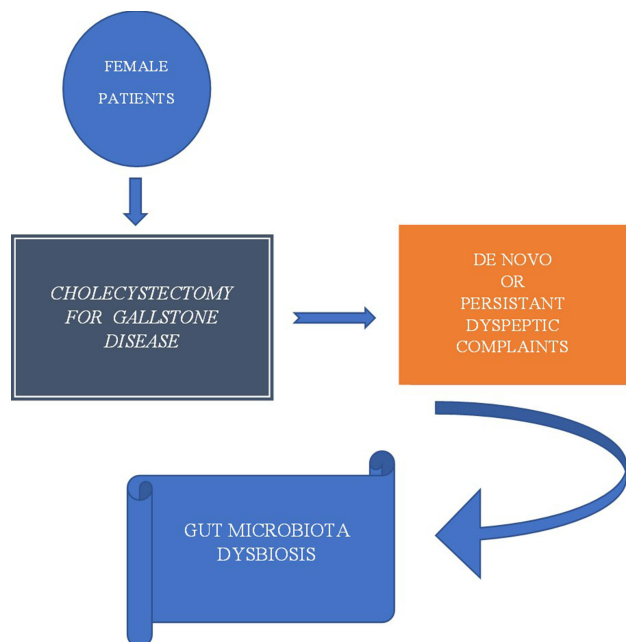 FEMALE
PATIENTS
CHOLECYSTECTOMY
FOR GALLSTONE
DISEASE
DE NOVO
OR
PERSISTANT
DYSPEPTIC
COMPLAINTS
GUT MICROBIOTA
DYSBIOSIS